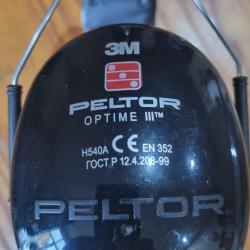 3M
PELTOR
OPTIME III™
H540A CE EN 352
ГОСТ Р 12.4.208-99
PELTOR